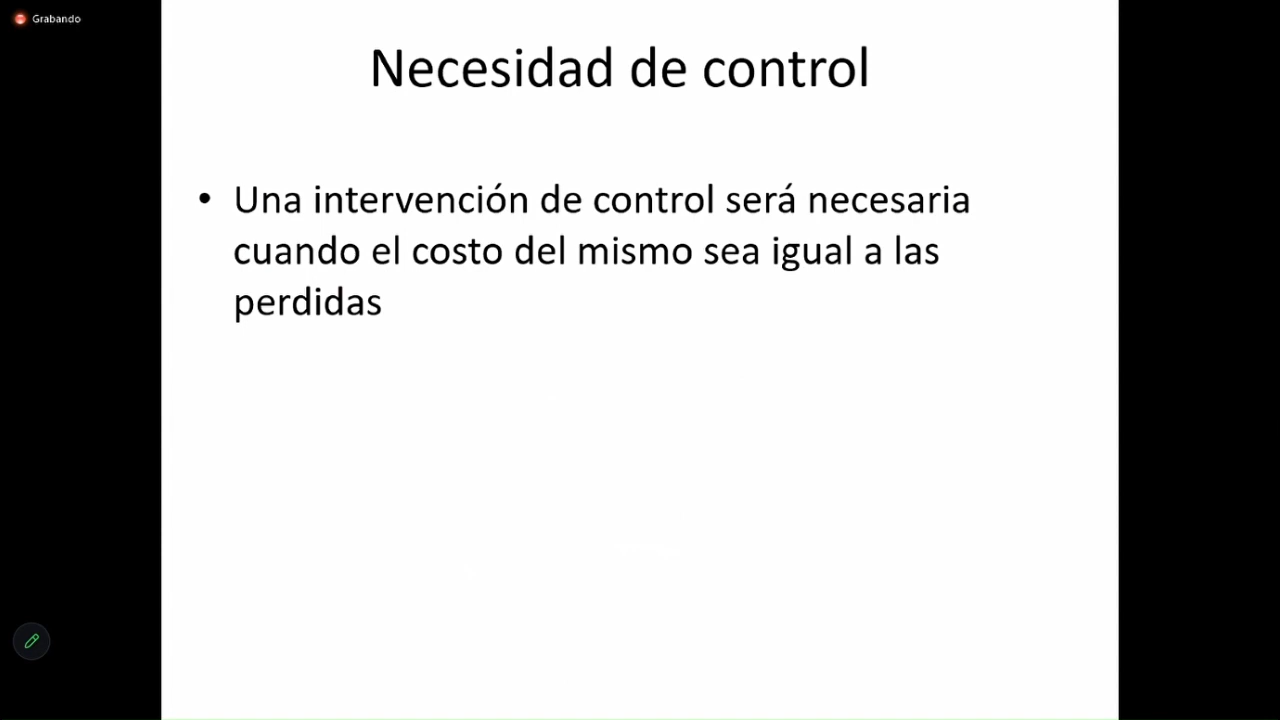 Grabando
Necesidad de control
• Una intervención de control será necesaria
cuando el costo del mismo sea igual a las
perdidas